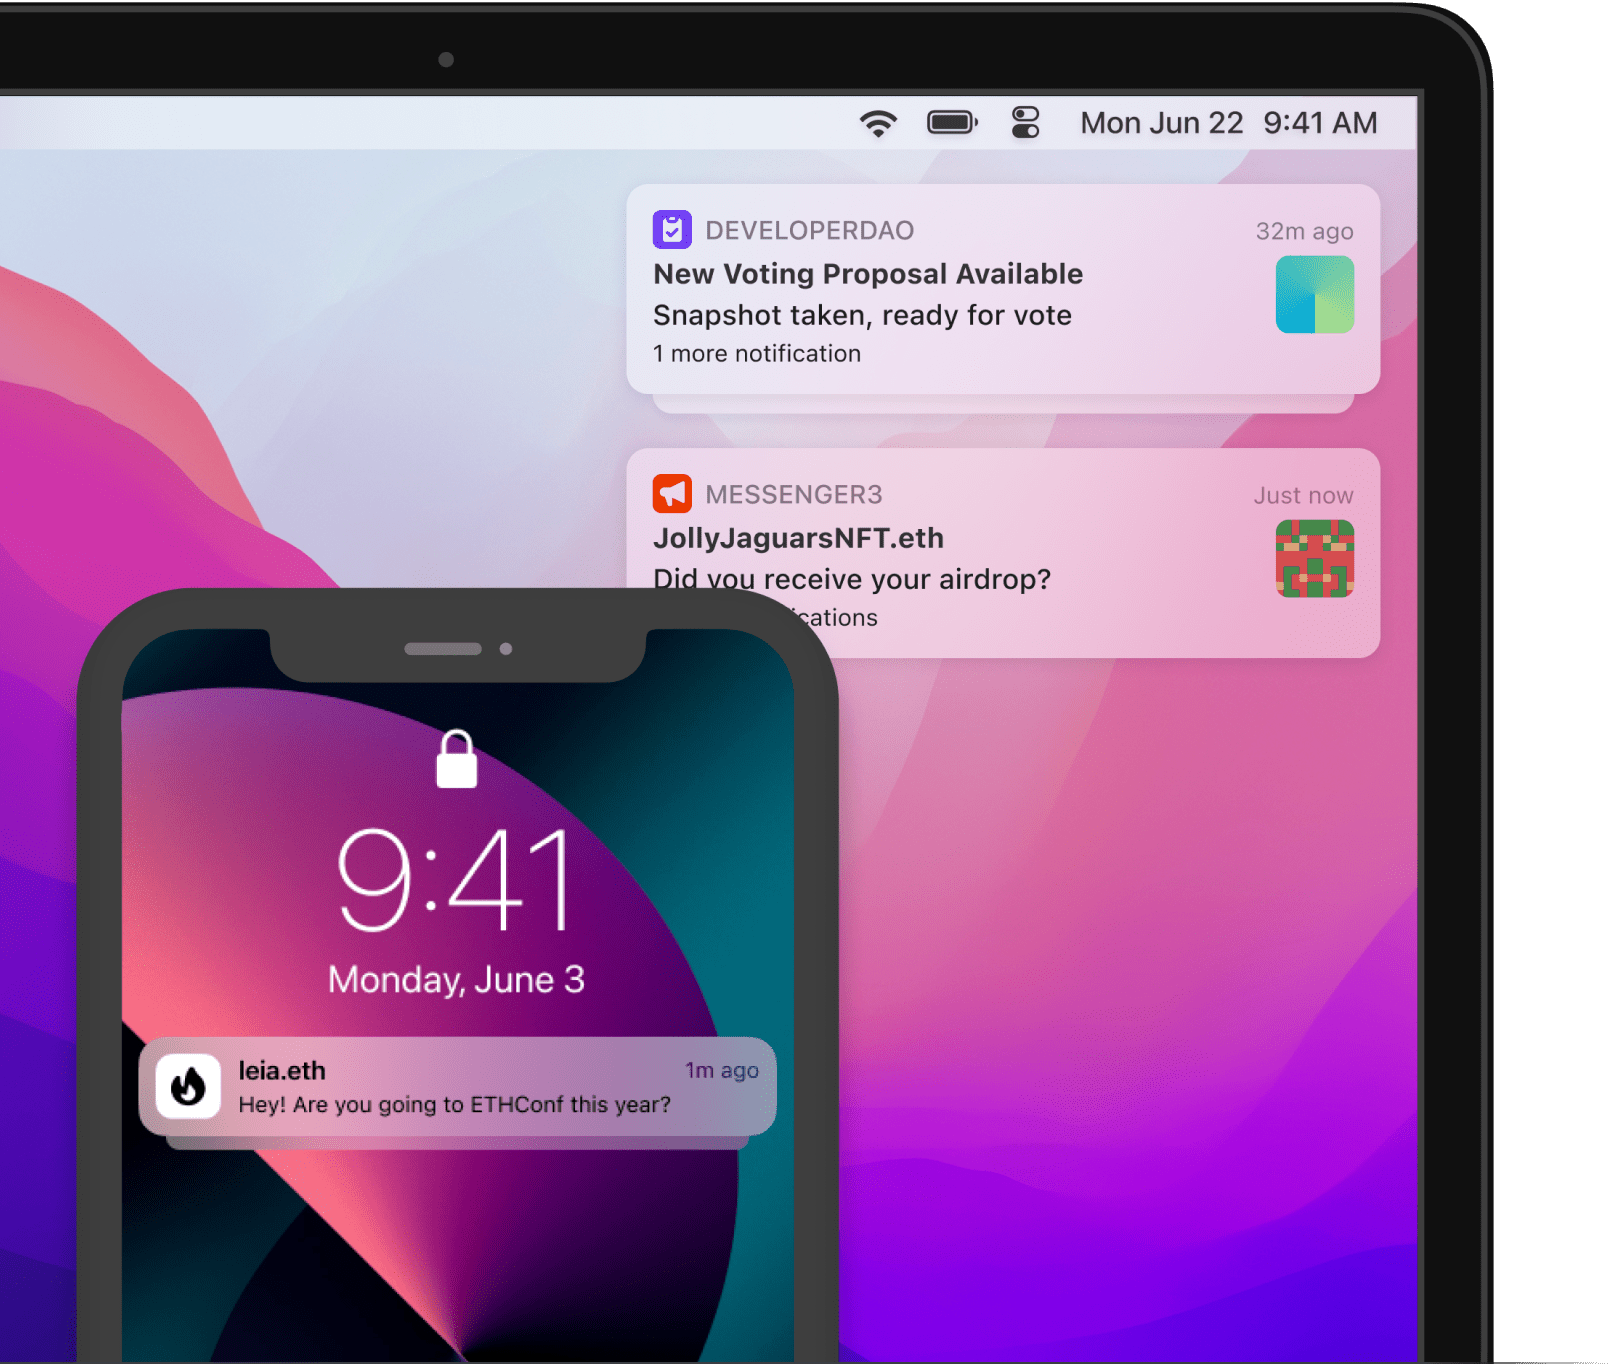 Mon Jun 22 9:41 AM
DEVELOPERDAO 32m ago
New Voting Proposal Available
Snapshot taken, ready for vote
1 more notification
MESSENGER3 Just now
JollyJaguarsNFT.eth
Did you receive your airdrop?
9:41
Monday, June 3
leia.eth 1m ago
Hey! Are you going to ETHConf this year?